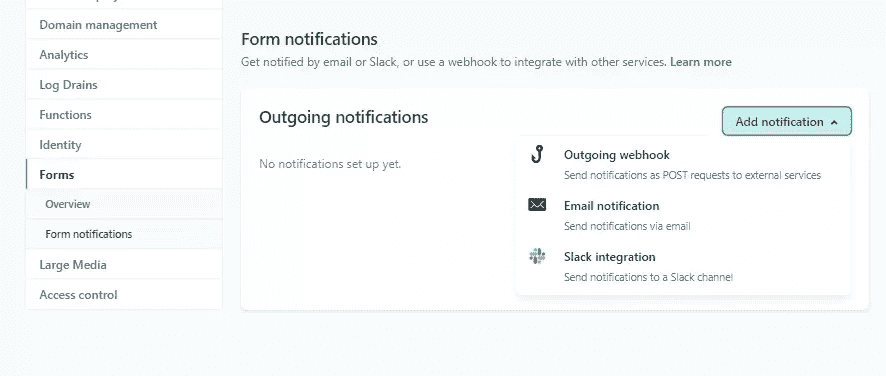 Domain management
Analytics
Log Drains
Functions
Identity
Forms
Overview
Form notifications
Large Media
Access control
Form notifications
Get notified by email or Slack, or use a webhook to integrate with other services. Learn more
Outgoing notifications
Add notification
No notifications set up yet.
Outgoing webhook
Send notifications as POST requests to external services
Email notification
Send notifications via email
Slack integration
Send notifications to a Slack channel